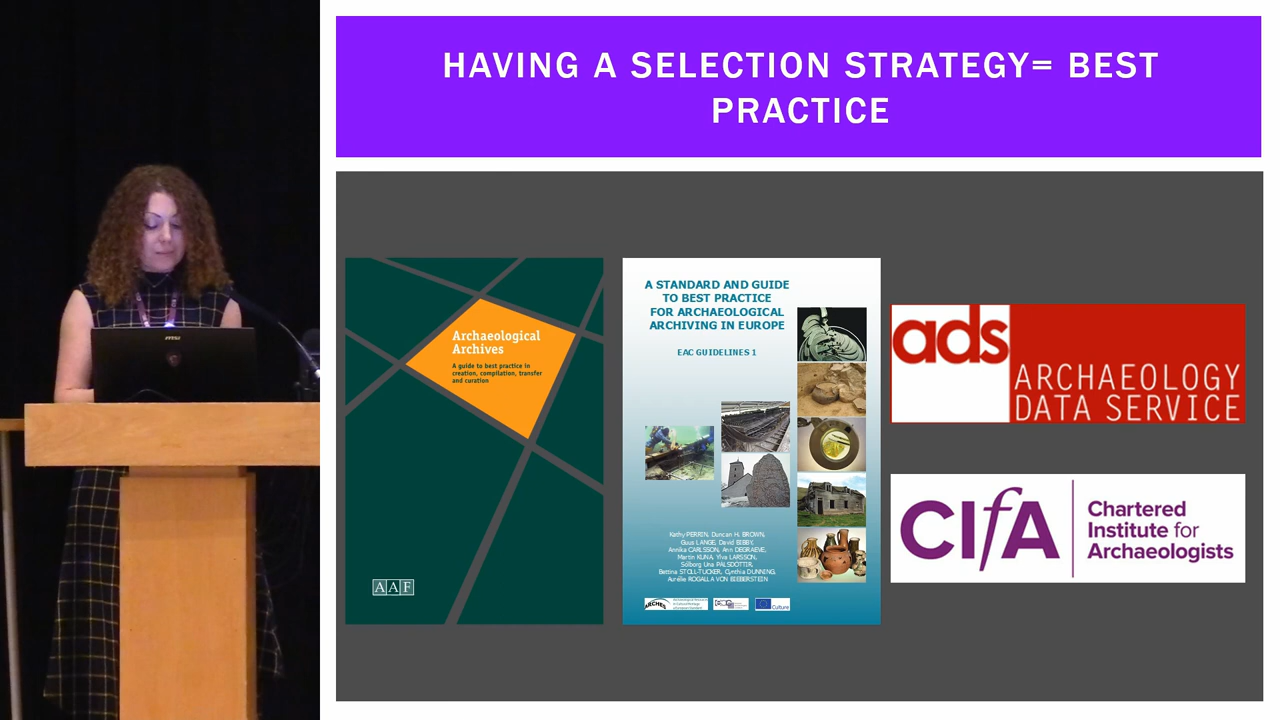 HAVING A SELECTION STRATEGY= BEST
PRACTICE
Archaeological
Archives
A guide to best practice in
creation, compilation, transfer
and curation
AAF
A STANDARD AND GUIDE
TO BEST PRACTICE
FOR ARCHAEOLOGICAL
ARCHIVING IN EUROPE
EAC GUIDELINES 1
Kathy PERRIN, Duncan H. BROWN,
Guus LANGE, David BIBBY,
Annika CARLSSON, Ann DEGRAEVE,
Martin KUNA, Ylva LARSSON,
Sólborg Una PÁLSDÓTTIR,
Bettina STOLL-TUCKER, Cynthia DUNNING,
Aurélie ROGALLA VON BIEBERSTEIN
ARCHES
Culture
ads
ARCHAEOLOGY
DATA SERVICE
CIfA
Chartered
Institute for
Archaeologists
msi